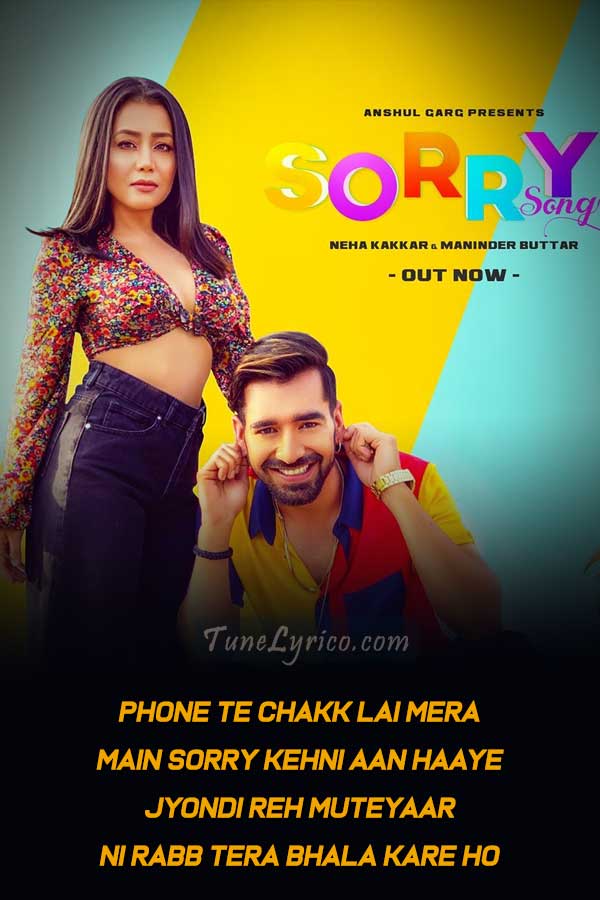 ANSHUL GARG PRESENTS
SORRY
Song
NEHA KAKKAR & MANINDER BUTTAR
- OUT NOW -
TuneLyrico.com
PHONE TE CHAKK LAI MERA
MAIN SORRY KEHNI AAN HAAYE
JYONDI REH MUTEYAAR
NI RABB TERA BHALA KARE HO